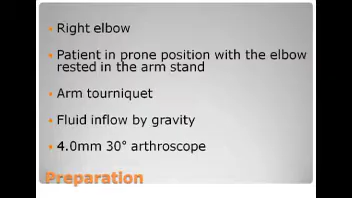 Right elbow
Patient in prone position with the elbow
rested in the arm stand
Arm tourniquet
Fluid inflow by gravity
4.0mm 30° arthroscope
Preparation